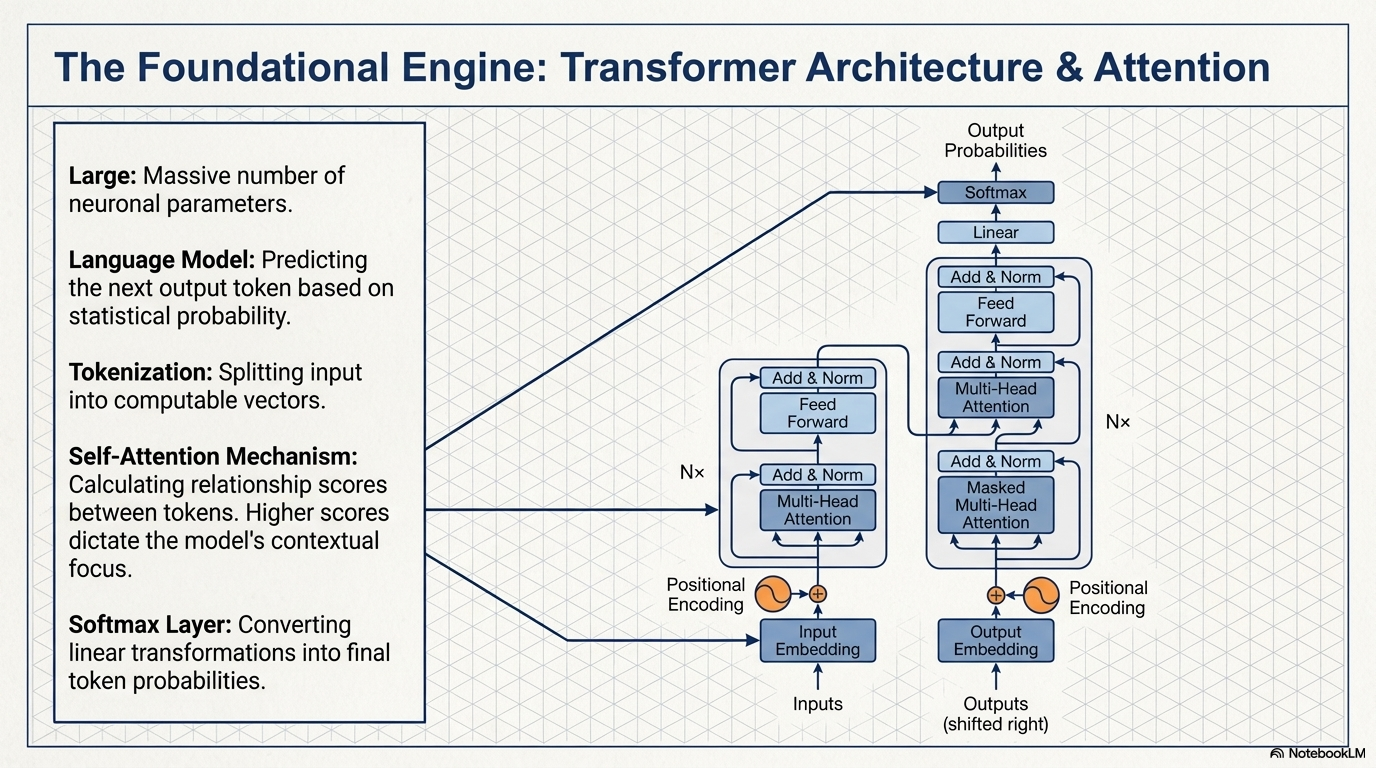 The Foundational Engine: Transformer Architecture & Attention
Large: Massive number of
neuronal parameters.
Language Model: Predicting
the next output token based on
statistical probability.
Tokenization: Splitting input
into computable vectors.
Self-Attention Mechanism:
Calculating relationship scores
between tokens. Higher scores
dictate the model's contextual
focus.
Softmax Layer: Converting
linear transformations into final
token probabilities.
Output
Probabilities
Softmax
Linear
Add & Norm
Feed
Forward
Add & Norm
Multi-Head
Attention
N×
Add & Norm
Masked
Multi-Head
Attention
Positional
Encoding
Output
Embedding
Outputs
(shifted right)
Add & Norm
Feed
Forward
N×
Add & Norm
Multi-Head
Attention
Positional
Encoding
Input
Embedding
Inputs
NotebookLM